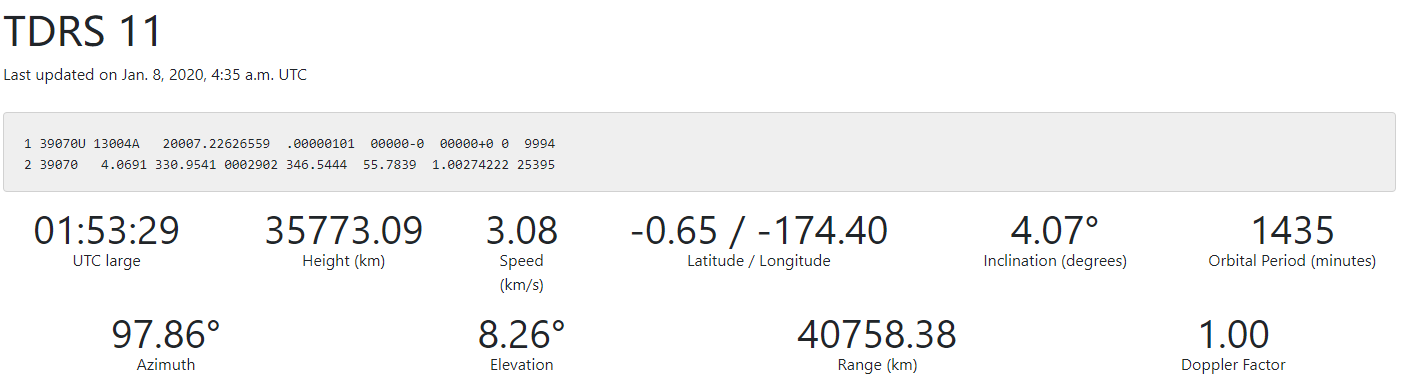 TDRS 11
Last updated on Jan. 8, 2020, 4:35 a.m. UTC
1 39070U 13004A   20007.22626559  .00000101  00000-0  00000+0 0  9994
2 39070   4.0691 330.9541 0002902 346.5444  55.7839  1.00274222 25395
01:53:29 35773.09 3.08 -0.65 / -174.40 4.07° 1435
UTC large Height (km) Speed Latitude / Longitude Inclination (degrees) Orbital Period (minutes)
(km/s)
97.86° 8.26° 40758.38 1.00
Azimuth Elevation Range (km) Doppler Factor